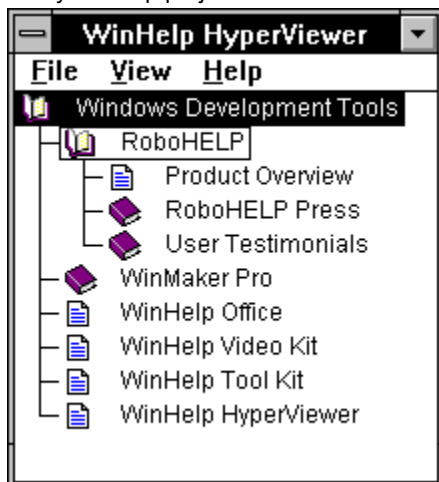 WinHelp HyperViewer
File View Help
Windows Development Tools
RoboHELP
Product Overview
RoboHELP Press
User Testimonials
WinMaker Pro
WinHelp Office
WinHelp Video Kit
WinHelp Tool Kit
WinHelp HyperViewer